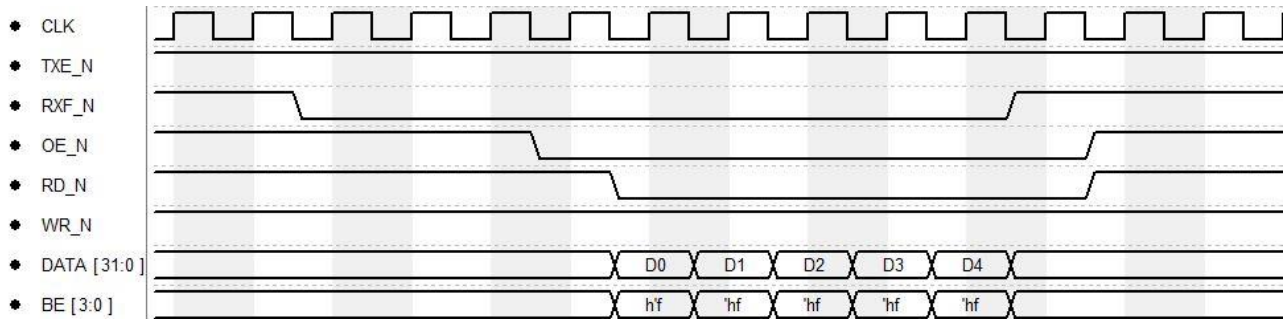 CLK
TXE_N
RXF_N
OE_N
RD_N
WR_N
DATA [31:0] D0 D1 D2 D3 D4
BE [3:0] h'f 'hf 'hf 'hf 'hf